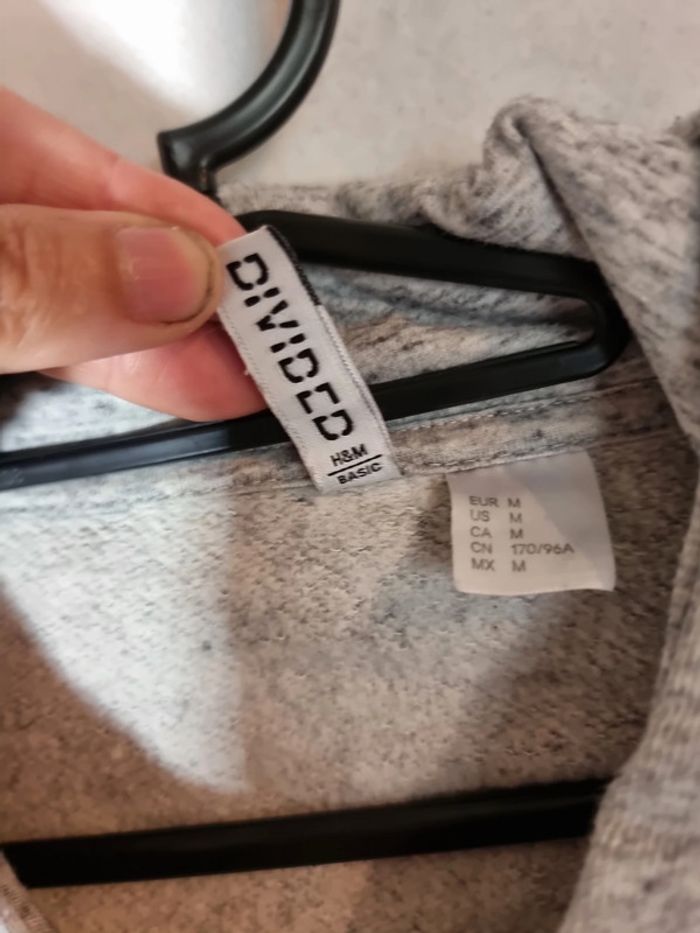 DIVIDED
H&M
BASIC
EUR M
US M
CA M
CN 170/96A
MX M